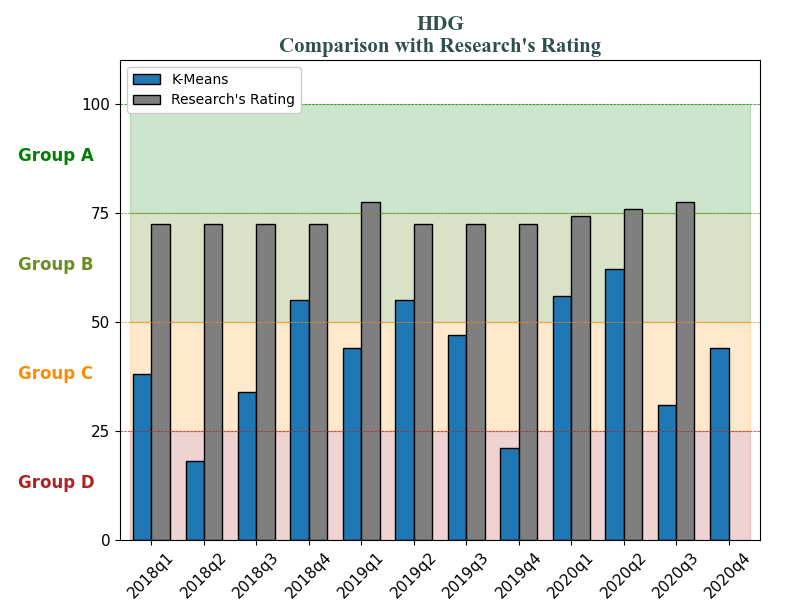 HDG
Comparison with Research's Rating
K-Means
Research's Rating
100
Group A
75
Group B
50
Group C
25
Group D
0
2018q1
2018q2
2018q3
2018q4
2019q1
2019q2
2019q3
2019q4
2020q1
2020q2
2020q3
2020q4